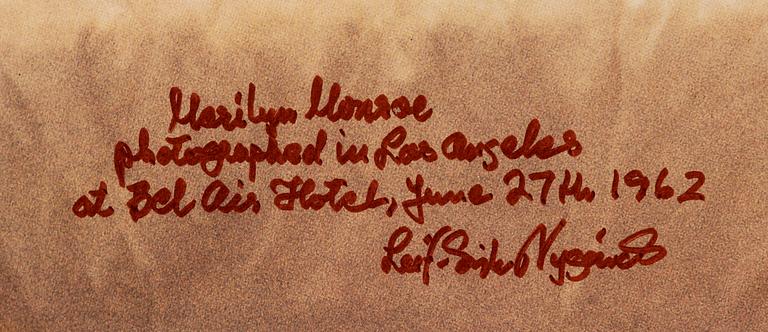 Marilyn Monroe
photographed in Los Angeles
at Bel Air Hotel, June 27th. 1962
Leif-Erik Nygårds